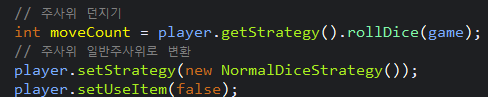 // 주사위 던지기
int moveCount = player.getStrategy().rollDice(game);
// 주사위 일반주사위로 변환
player.setStrategy(new NormalDiceStrategy());
player.setUseItem(false);